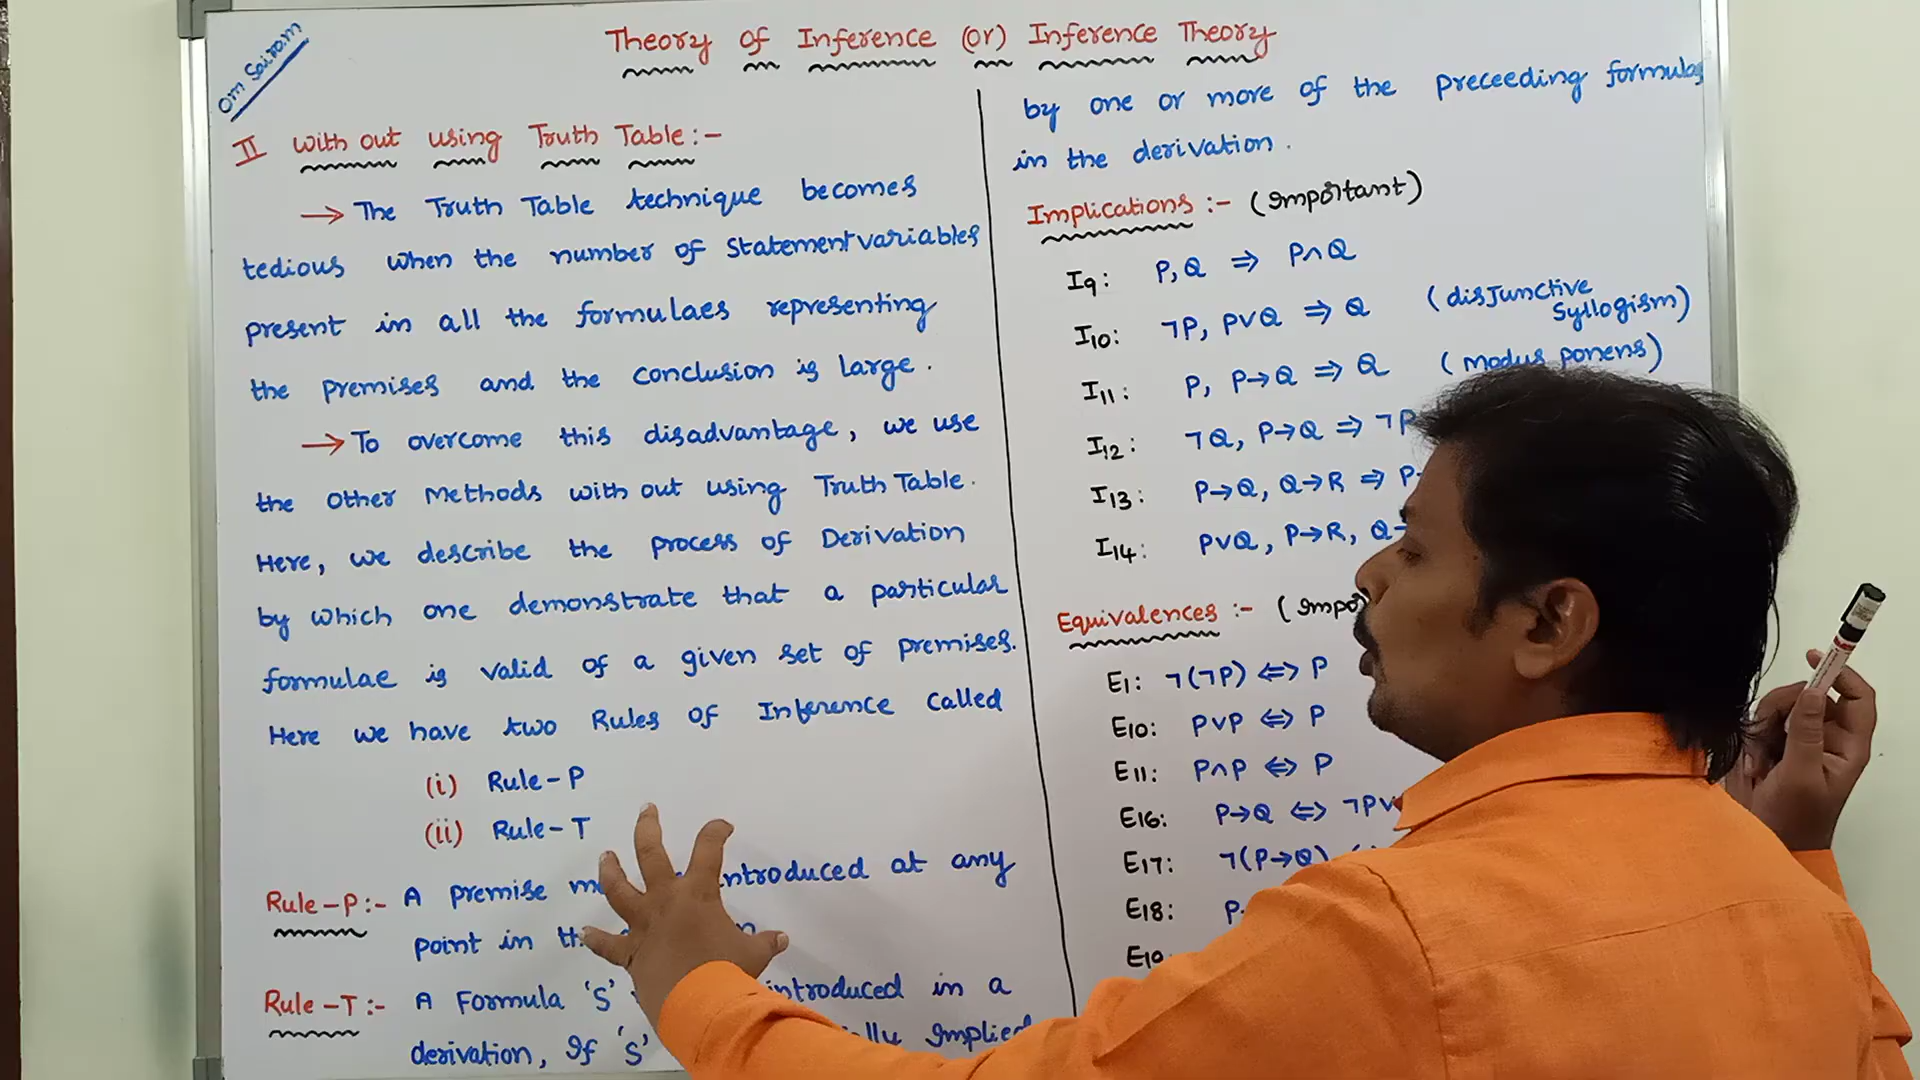 Om Sairam
Theory of Inference (or) Inference Theory
II with out using Truth Table:-
→ The Truth Table technique becomes
tedious when the number of Statement variables
present in all the formulaes representing
the premises and the conclusion is large.
→ To overcome this disadvantage, we use
the other Methods with out using Truth Table.
Here, we describe the process of Derivation
by which one demonstrate that a particular
formulae is valid of a given set of premises.
Here we have two Rules of Inference called
(i) Rule-P
(ii) Rule-T
Rule-P:- A premise introduced at any
point in
Rule-T:- A Formula 'S' introduced in a
derivation, If 'S' Implied
by one or more of the preceeding formulas
in the derivation.
Implications:- (Important)
I9: P, Q ⇒ P∧Q
I10: ¬P, P∨Q ⇒ Q (disJunctive Syllogism)
I11: P, P→Q ⇒ Q (modus ponens)
I12: ¬Q, P→Q ⇒ ¬P
I13: P→Q, Q→R ⇒ P
I14: P∨Q, P→R, Q→
Equivalences:-
E1: ¬(¬P) ⇔ P
E10: P∨P ⇔ P
E11: P∧P ⇔ P
E16: P→Q ⇔ ¬P∨
E17: ¬(P→Q)
E18: P